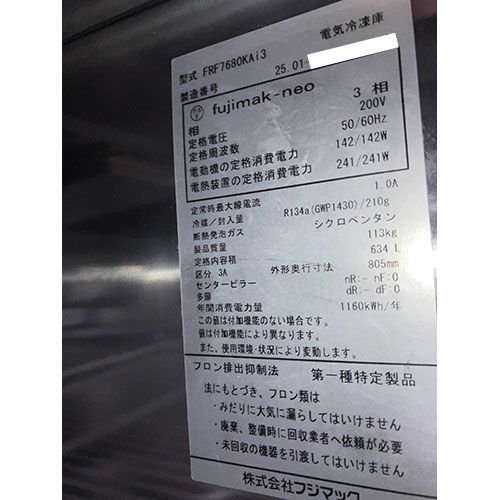 電気冷凍庫
型式 FRF7680KAi3
製造番号 25.01-
fujimak-neo
相 3 相
定格電圧 200V
定格周波数 50/60Hz
電動機の定格消費電力 142/142W
電熱装置の定格消費電力 241/241W
定常時最大線電流 1.0A
冷媒/封入量 R134a(GWP1430)/210g
断熱発泡ガス シクロペンタン
製品質量 113kg
定格内容積 634 L
区分 3A 外形奥行寸法 805mm
センターピラー nR:- nF:0
多扉 dR:- dF:0
年間消費電力量 1160kWh/年
この値は付加機能のない場合です。
値は付加機能により異なります。
また、使用環境・状況により変動します。
フロン排出抑制法 第一種特定製品
法にもとづき、フロン類は
・みだりに大気に漏らしてはいけません
・廃棄、整備時に回収業者へ依頼が必要
・未回収の機器を引渡してはいけません
株式会社フジマック